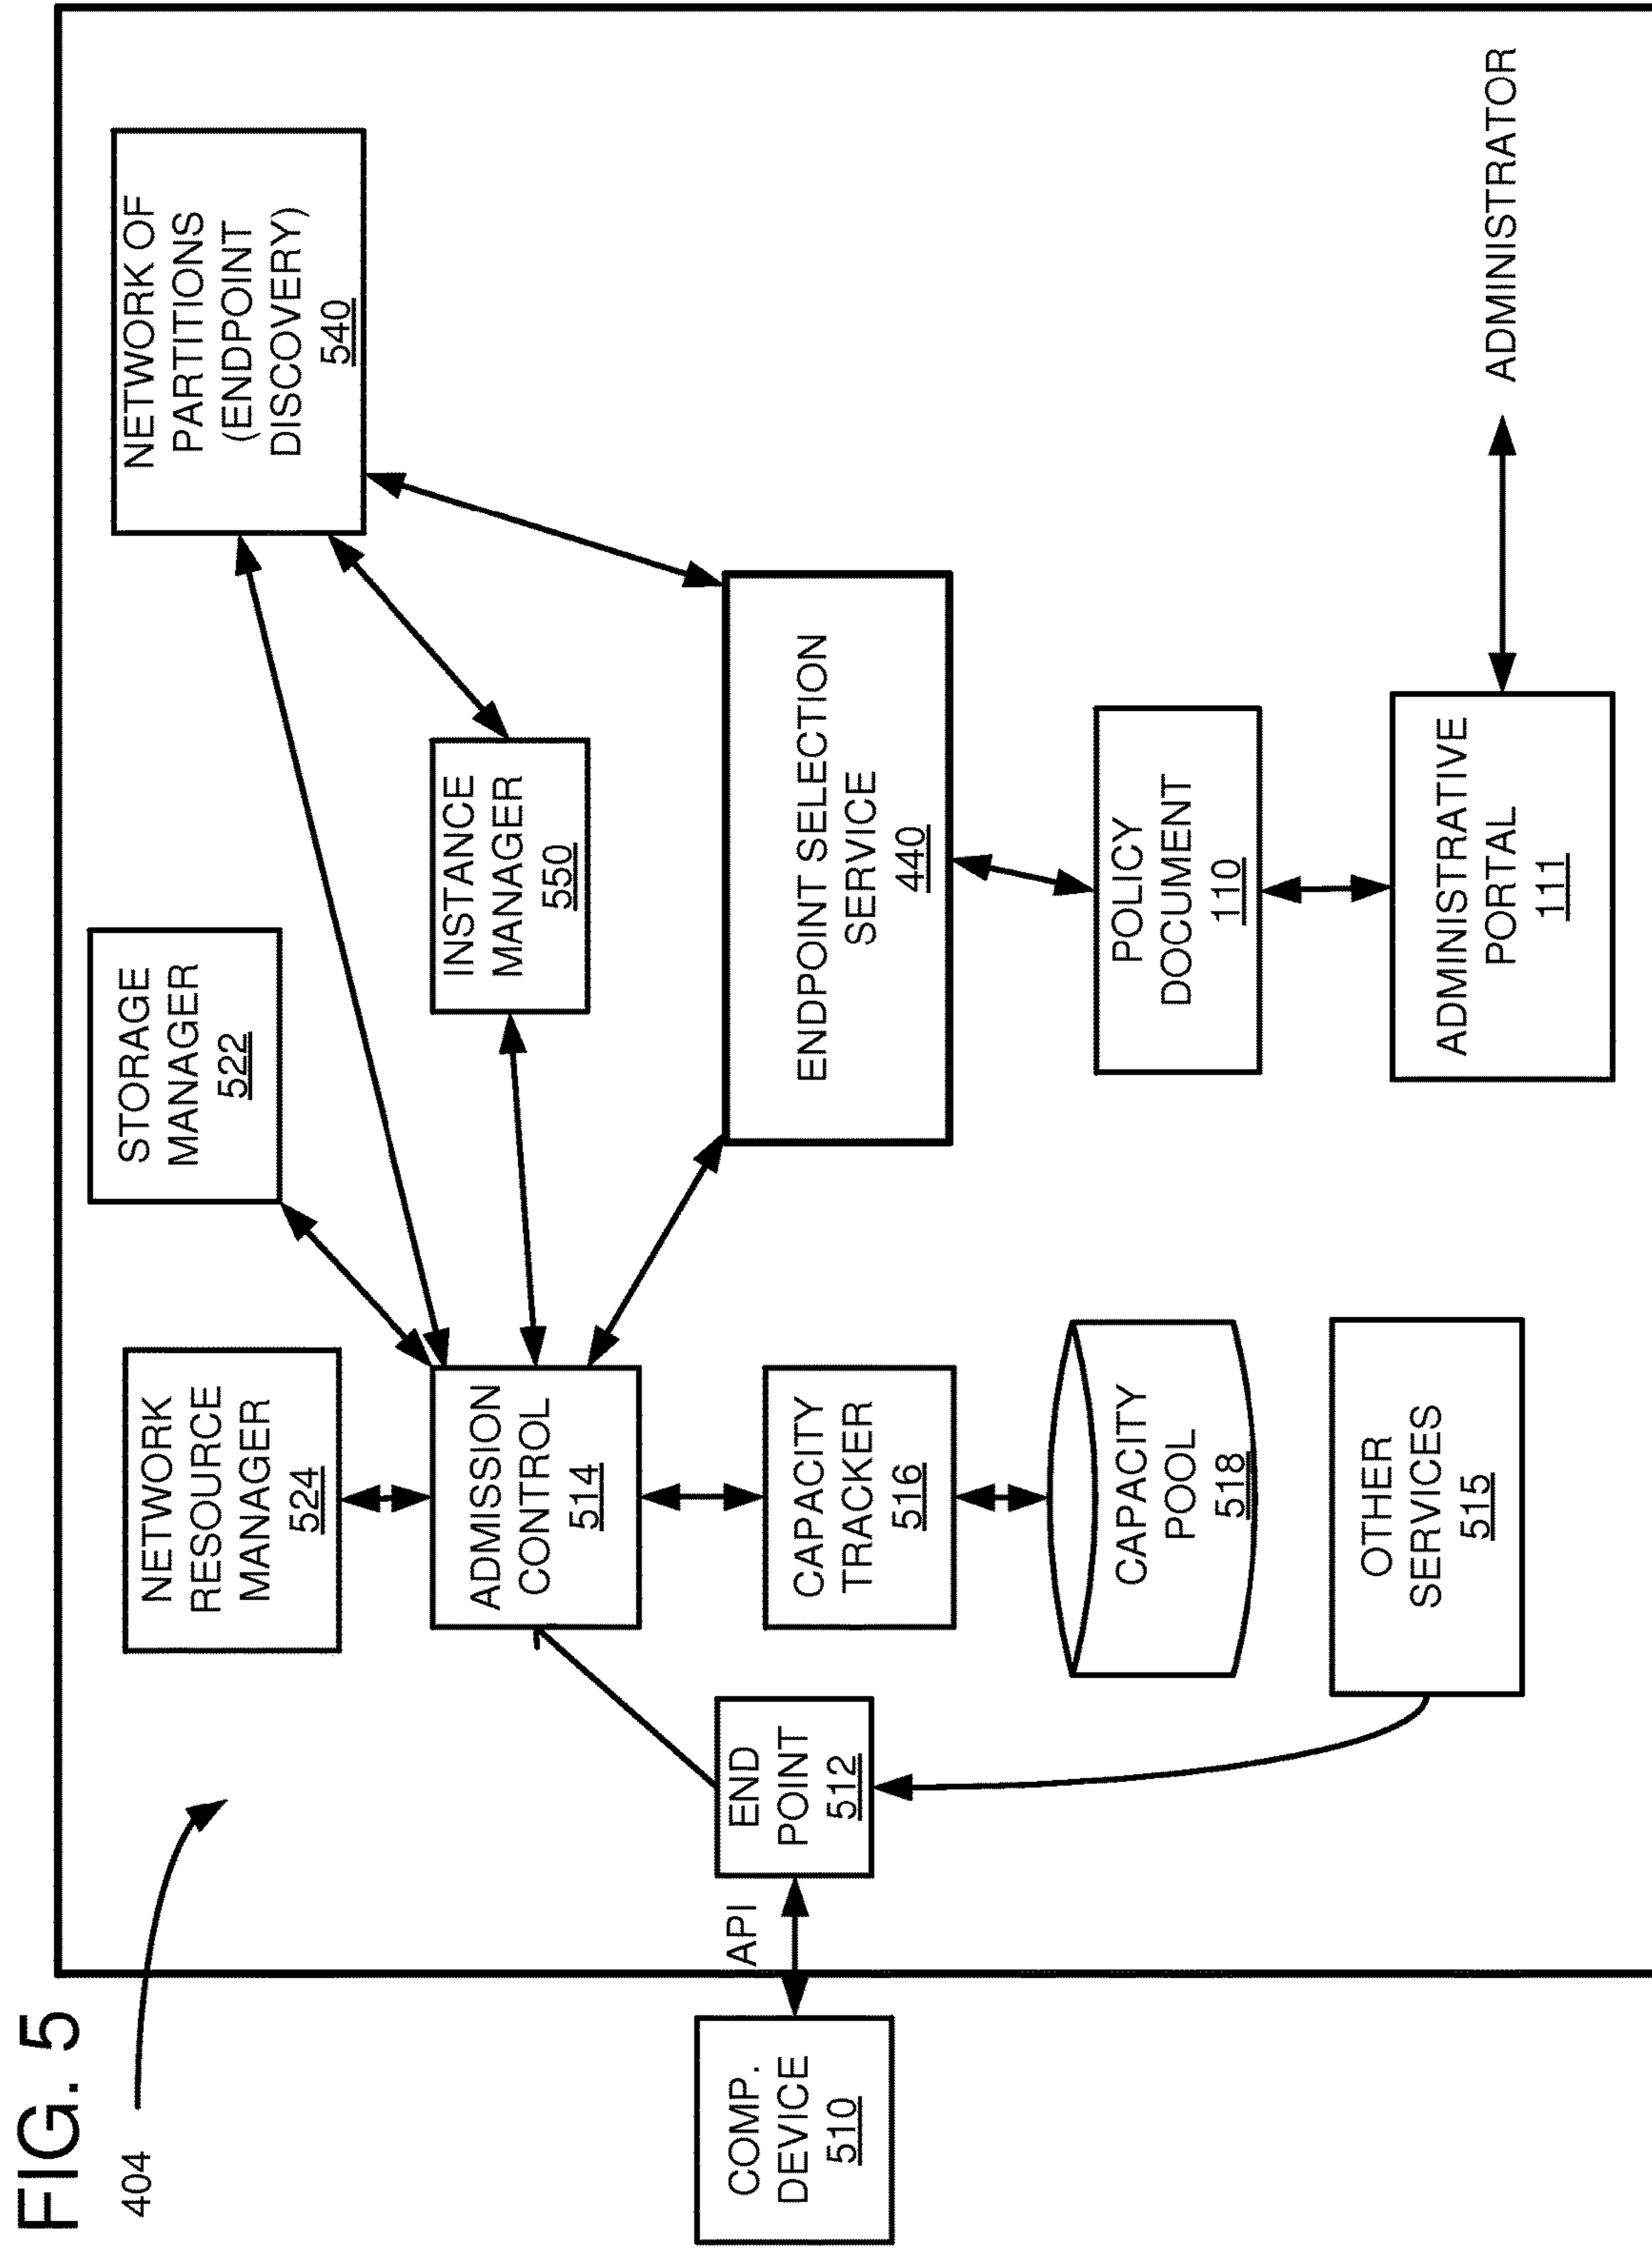 FIG. 5
404
COMP.
DEVICE
510
API
END
POINT
512
NETWORK
RESOURCE
MANAGER
524
ADMISSION
CONTROL
514
CAPACITY
TRACKER
516
CAPACITY
POOL
518
OTHER
SERVICES
515
STORAGE
MANAGER
522
INSTANCE
MANAGER
550
NETWORK OF
PARTITIONS
(ENDPOINT
DISCOVERY)
540
ENDPOINT SELECTION
SERVICE
440
POLICY
DOCUMENT
110
ADMINISTRATIVE
PORTAL
111
ADMINISTRATOR